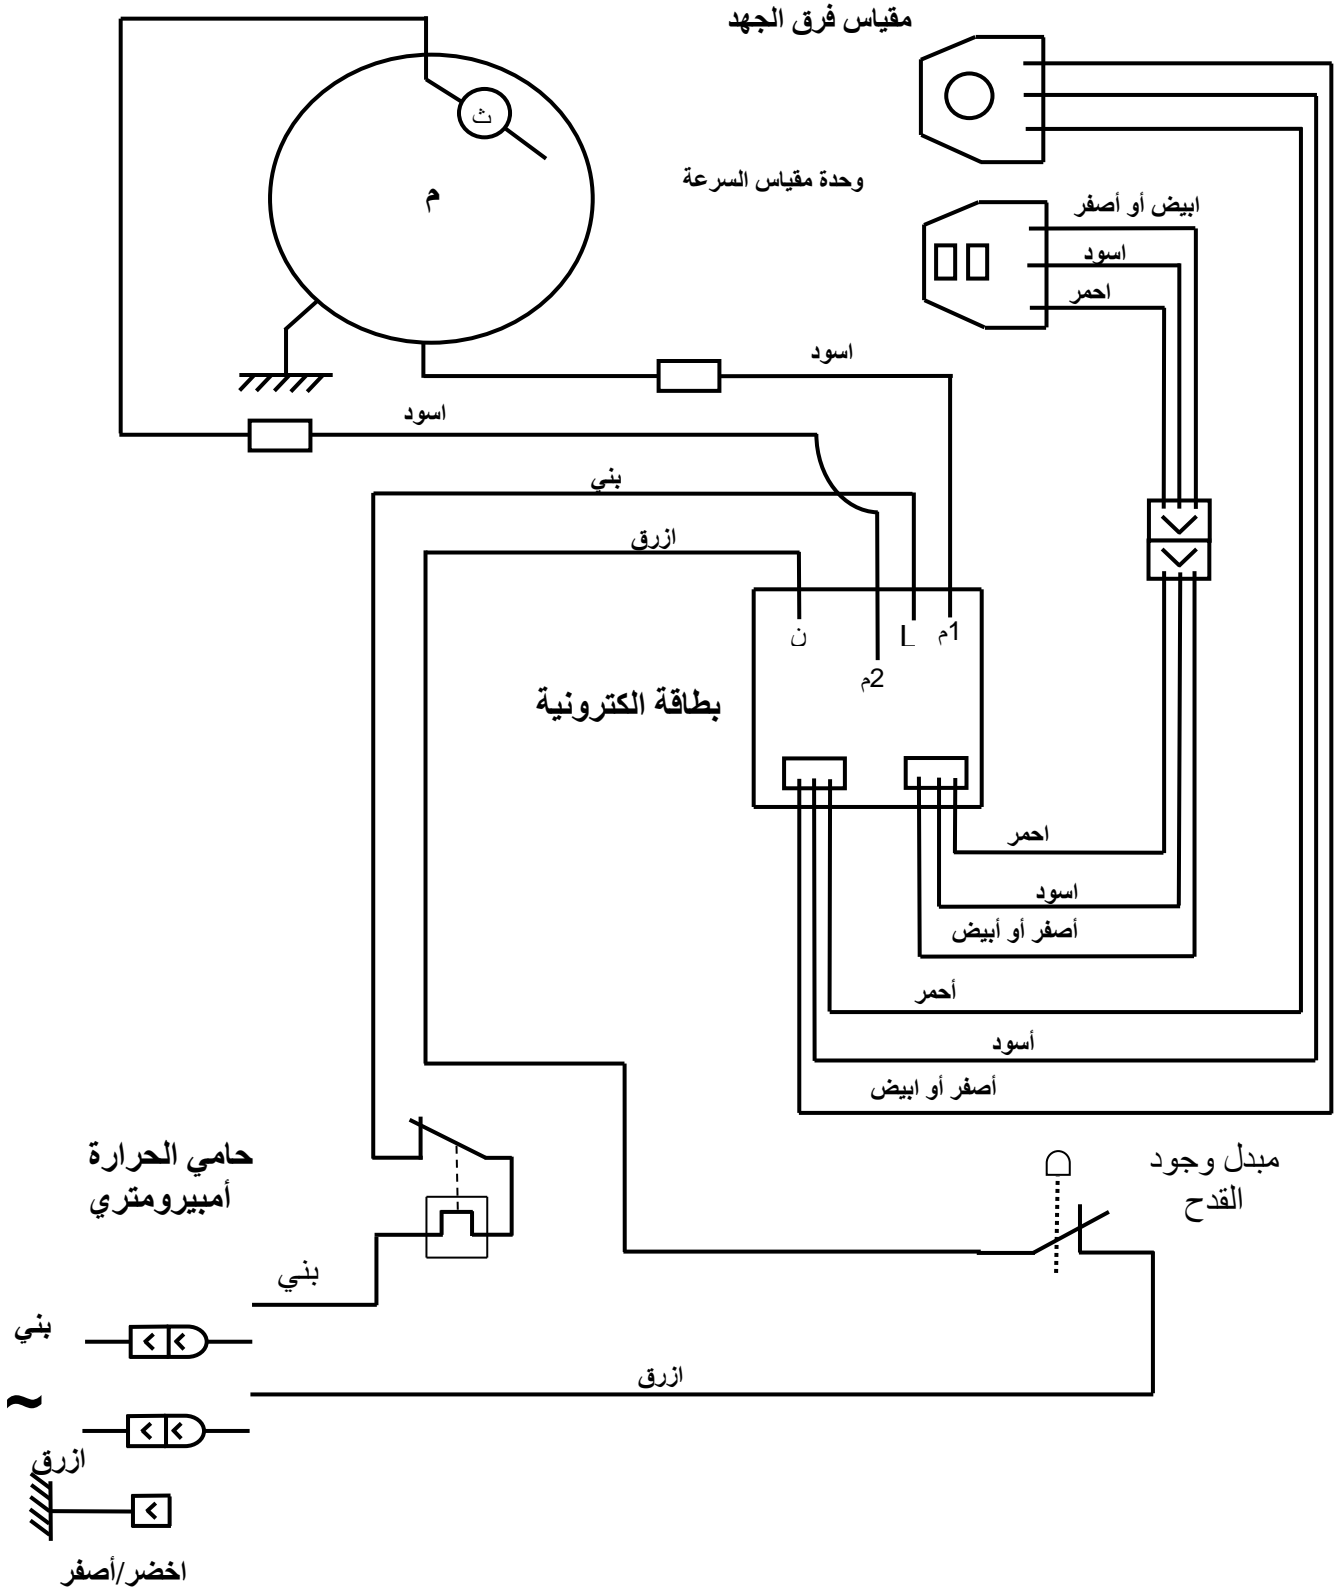 مقياس فرق الجهد
ث
م
وحدة مقياس السرعة
ابيض أو أصفر
اسود
احمر
اسود
اسود
بني
ازرق
ن
L
م1
م2
بطاقة الكترونية
احمر
اسود
أصفر أو أبيض
أحمر
أسود
أصفر أو ابيض
حامي الحرارة
أمبيرومتري
مبدل وجود
القدح
بني
بني
~
ازرق
ازرق
اخضر/أصفر